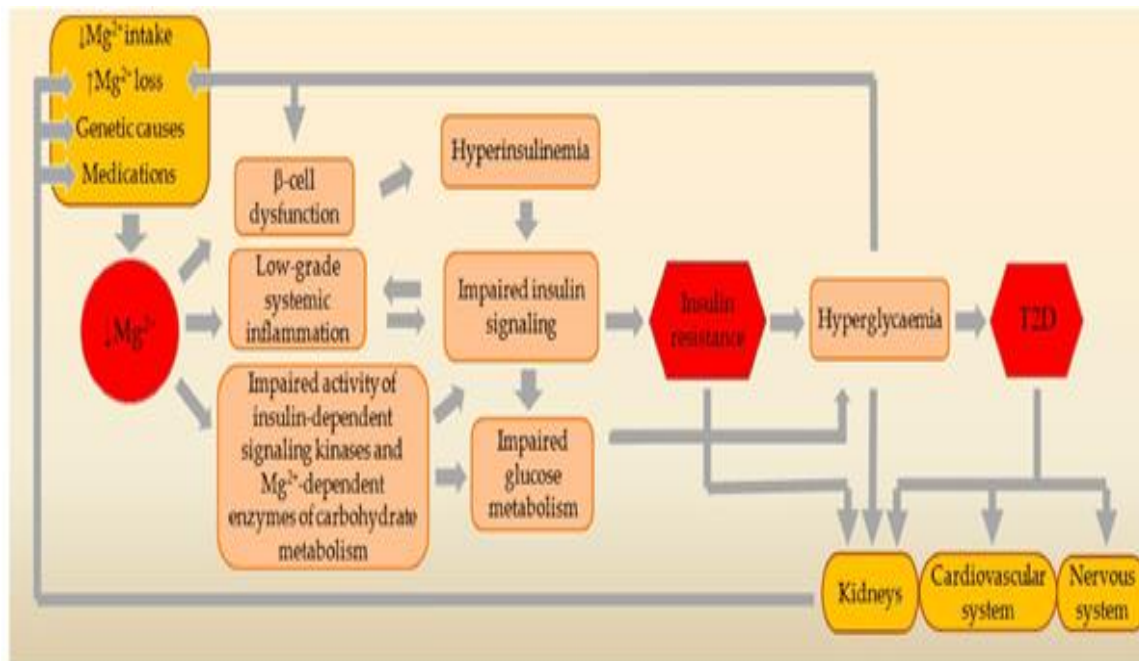 ↓Mg²⁺ intake
↑Mg²⁺ loss
Genetic causes
Medications
↓Mg²⁺
β-cell
dysfunction
Low-grade
systemic
inflammation
Impaired activity of
insulin-dependent
signaling kinases and
Mg²⁺-dependent
enzymes of carbohydrate
metabolism
Hyperinsulinemia
Impaired insulin
signaling
Impaired
glucose
metabolism
Insulin
resistance
Hyperglycaemia
T2D
Kidneys
Cardiovascular
system
Nervous
system